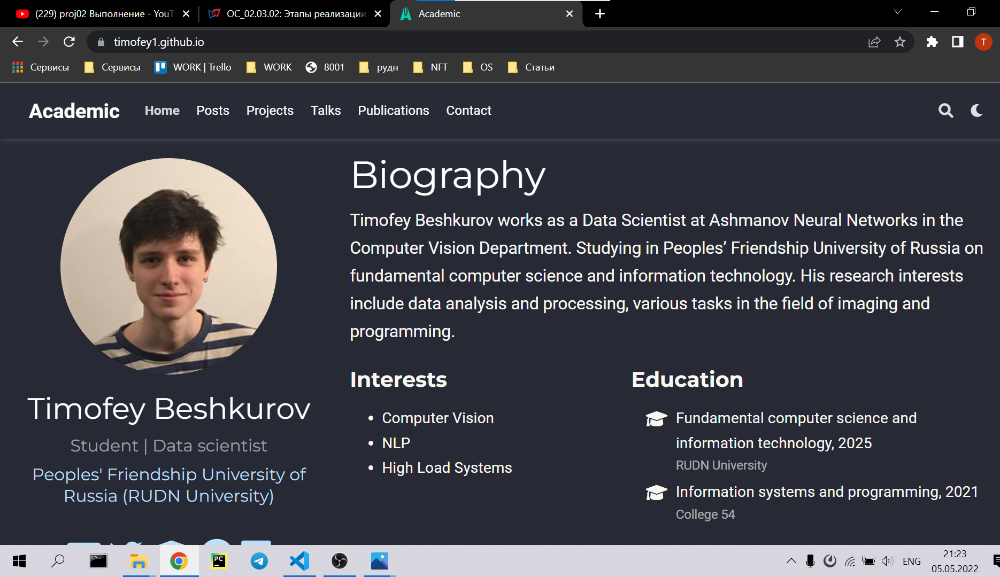 (229) proj02 Выполнение - YouT
ОС_02.03.02: Этапы реализации
Academic
timofey1.github.io
T
Сервисы
Сервисы
WORK | Trello
WORK
8001
рудн
NFT
OS
Статьи
Academic
Home
Posts
Projects
Talks
Publications
Contact
Biography
Timofey Beshkurov works as a Data Scientist at Ashmanov Neural Networks in the
Computer Vision Department. Studying in Peoples’ Friendship University of Russia on
fundamental computer science and information technology. His research interests
include data analysis and processing, various tasks in the field of imaging and
programming.
Timofey Beshkurov
Student | Data scientist
Peoples' Friendship University of
Russia (RUDN University)
Interests
Computer Vision
NLP
High Load Systems
Education
Fundamental computer science and
information technology, 2025
RUDN University
Information systems and programming, 2021
College 54
PC
ENG
21:23
05.05.2022